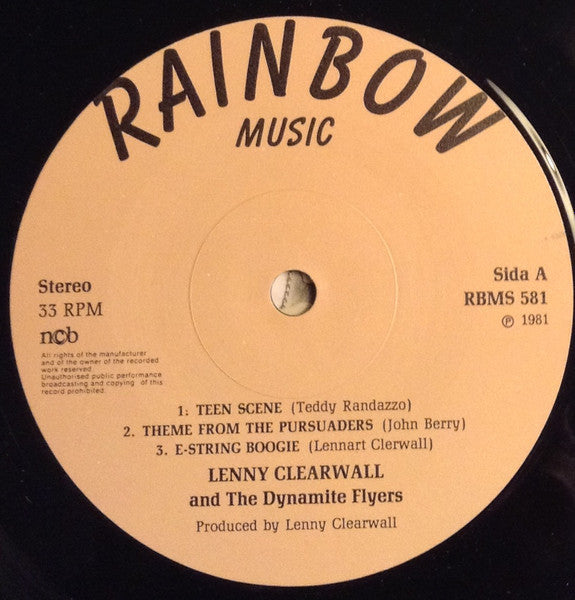 RAINBOW
MUSIC
Stereo
33 RPM
ncb
All rights of the manufacturer
and of the owner of the recorded
work reserved
Unauthorised public performance
broadcasting and copying of this
record prohibited.
Sida A
RBMS 581
℗ 1981
1: TEEN SCENE (Teddy Randazzo)
2. THEME FROM THE PURSUADERS (John Berry)
3. E-STRING BOOGIE (Lennart Clerwall)
LENNY CLEARWALL
and The Dynamite Flyers
Produced by Lenny Clearwall